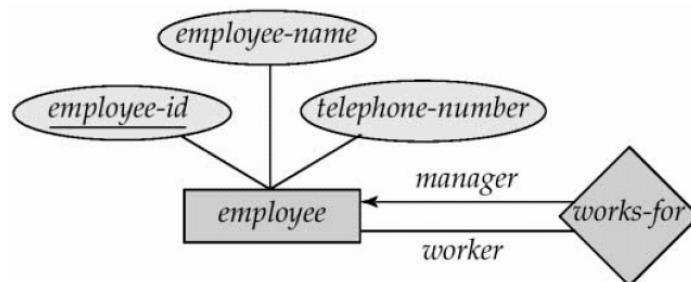 employee-name
employee-id
telephone-number
manager
employee
works-for
worker